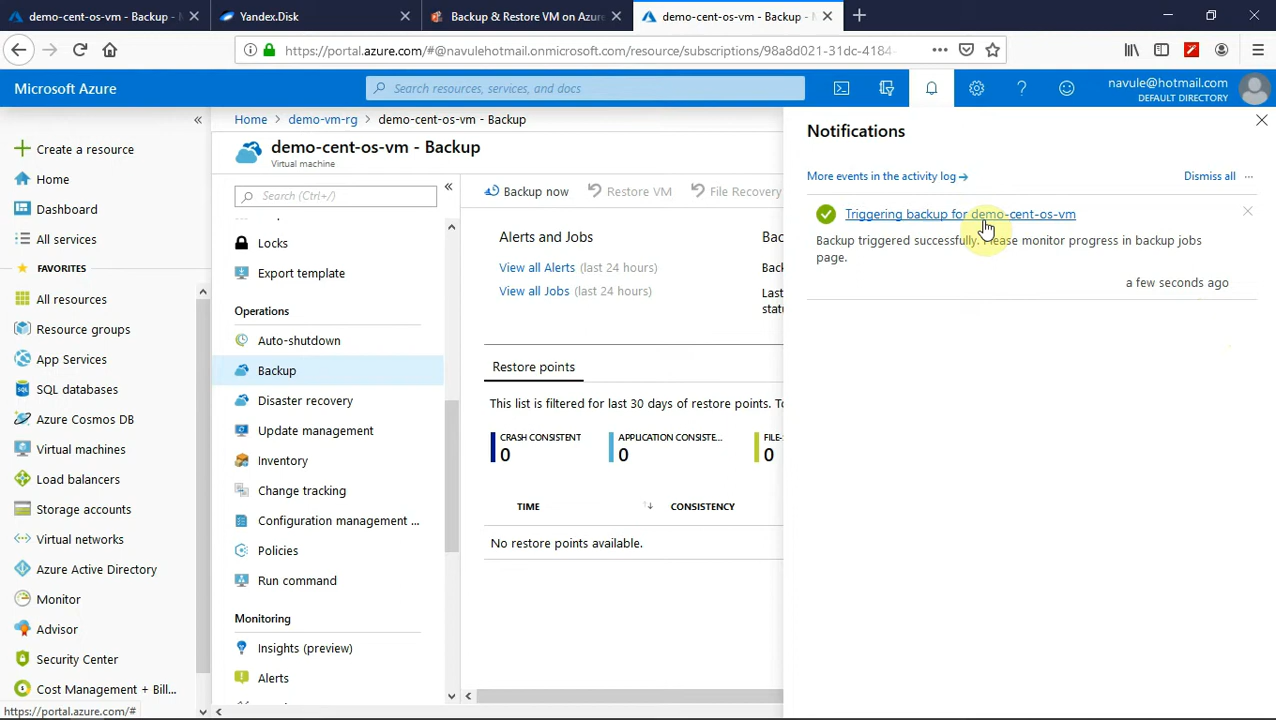 demo-cent-os-vm - Backup -
Yandex.Disk
Backup & Restore VM on Azure
demo-cent-os-vm - Backup -
https://portal.azure.com/#@navulehotmail.onmicrosoft.com/resource/subscriptions/98a8d021-31dc-4184-
Microsoft Azure
Search resources, services, and docs
navule@hotmail.com
DEFAULT DIRECTORY
Create a resource
Home
Dashboard
All services
FAVORITES
All resources
Resource groups
App Services
SQL databases
Azure Cosmos DB
Virtual machines
Load balancers
Storage accounts
Virtual networks
Azure Active Directory
Monitor
Advisor
Security Center
Cost Management + Bill...
https://portal.azure.com/#
Home demo-vm-rg demo-cent-os-vm - Backup
demo-cent-os-vm - Backup
Virtual machine
Search (Ctrl+/)
Locks
Export template
Operations
Auto-shutdown
Backup
Disaster recovery
Update management
Inventory
Change tracking
Configuration management ...
Policies
Run command
Monitoring
Insights (preview)
Alerts
Backup now Restore VM File Recovery
Alerts and Jobs
View all Alerts (last 24 hours)
View all Jobs (last 24 hours)
Bac
Back
Last
statu
Restore points
This list is filtered for last 30 days of restore points. To
CRASH CONSISTENT
0
APPLICATION CONSISTE...
0
FILE-
0
TIME CONSISTENCY
No restore points available.
Notifications
More events in the activity log → Dismiss all ...
Triggering backup for demo-cent-os-vm
Backup triggered successfully. Please monitor progress in backup jobs
page.
a few seconds ago